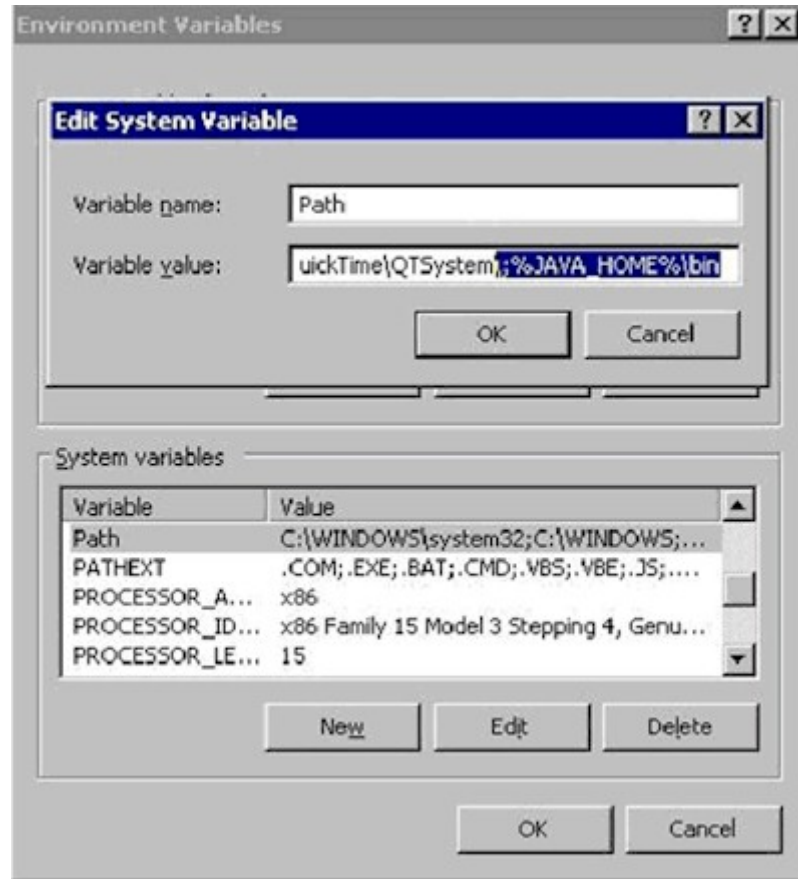 Environment Variables
Edit System Variable
Variable name:
Path
Variable value:
uickTime\QTSystem\;%JAVA_HOME%\bin
OK
Cancel
System variables
Variable Value
Path C:\WINDOWS\system32;C:\WINDOWS;...
PATHEXT .COM;.EXE;.BAT;.CMD;.VBS;.VBE;.JS;....
PROCESSOR_A... x86
PROCESSOR_ID... x86 Family 15 Model 3 Stepping 4, Genu...
PROCESSOR_LE... 15
New Edit Delete
OK Cancel